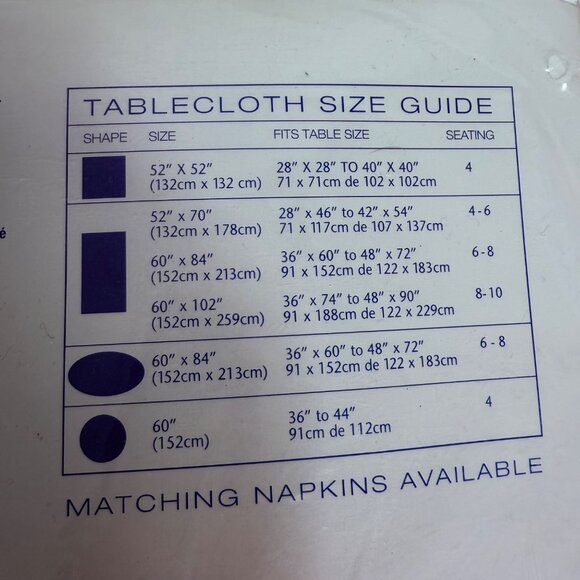 TABLECLOTH SIZE GUIDE
SHAPE SIZE FITS TABLE SIZE SEATING
52" X 52" 28" X 28" TO 40" X 40" 4
(132cm x 132 cm) 71 x 71cm de 102 x 102cm
52" x 70" 28" x 46" to 42" x 54" 4-6
(132cm x 178cm) 71 x 117cm de 107 x 137cm
60" x 84" 36" x 60" to 48" x 72" 6-8
(152cm x 213cm) 91 x 152cm de 122 x 183cm
60" x 102" 36" x 74" to 48" x 90" 8-10
(152cm x 259cm) 91 x 188cm de 122 x 229cm
60" x 84" 36" x 60" to 48" x 72" 6-8
(152cm x 213cm) 91 x 152cm de 122 x 183cm
60" 36" to 44" 4
(152cm) 91cm de 112cm
MATCHING NAPKINS AVAILABLE